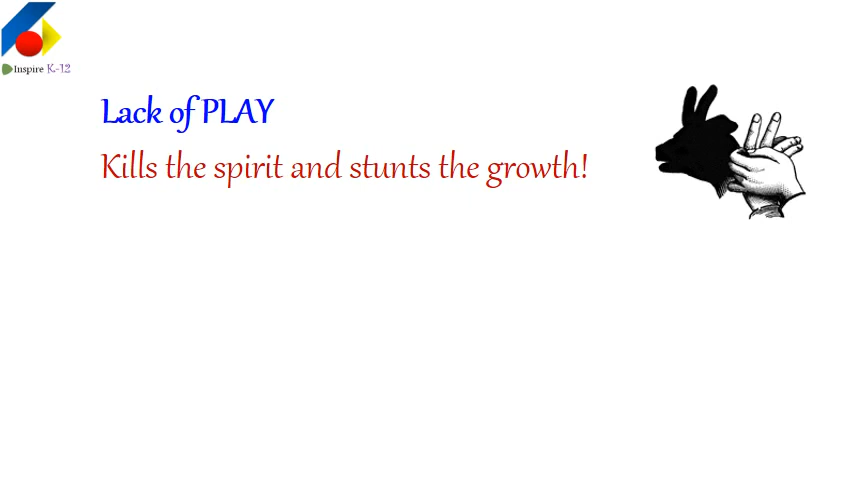 Inspire K-12
Lack of PLAY
Kills the spirit and stunts the growth!